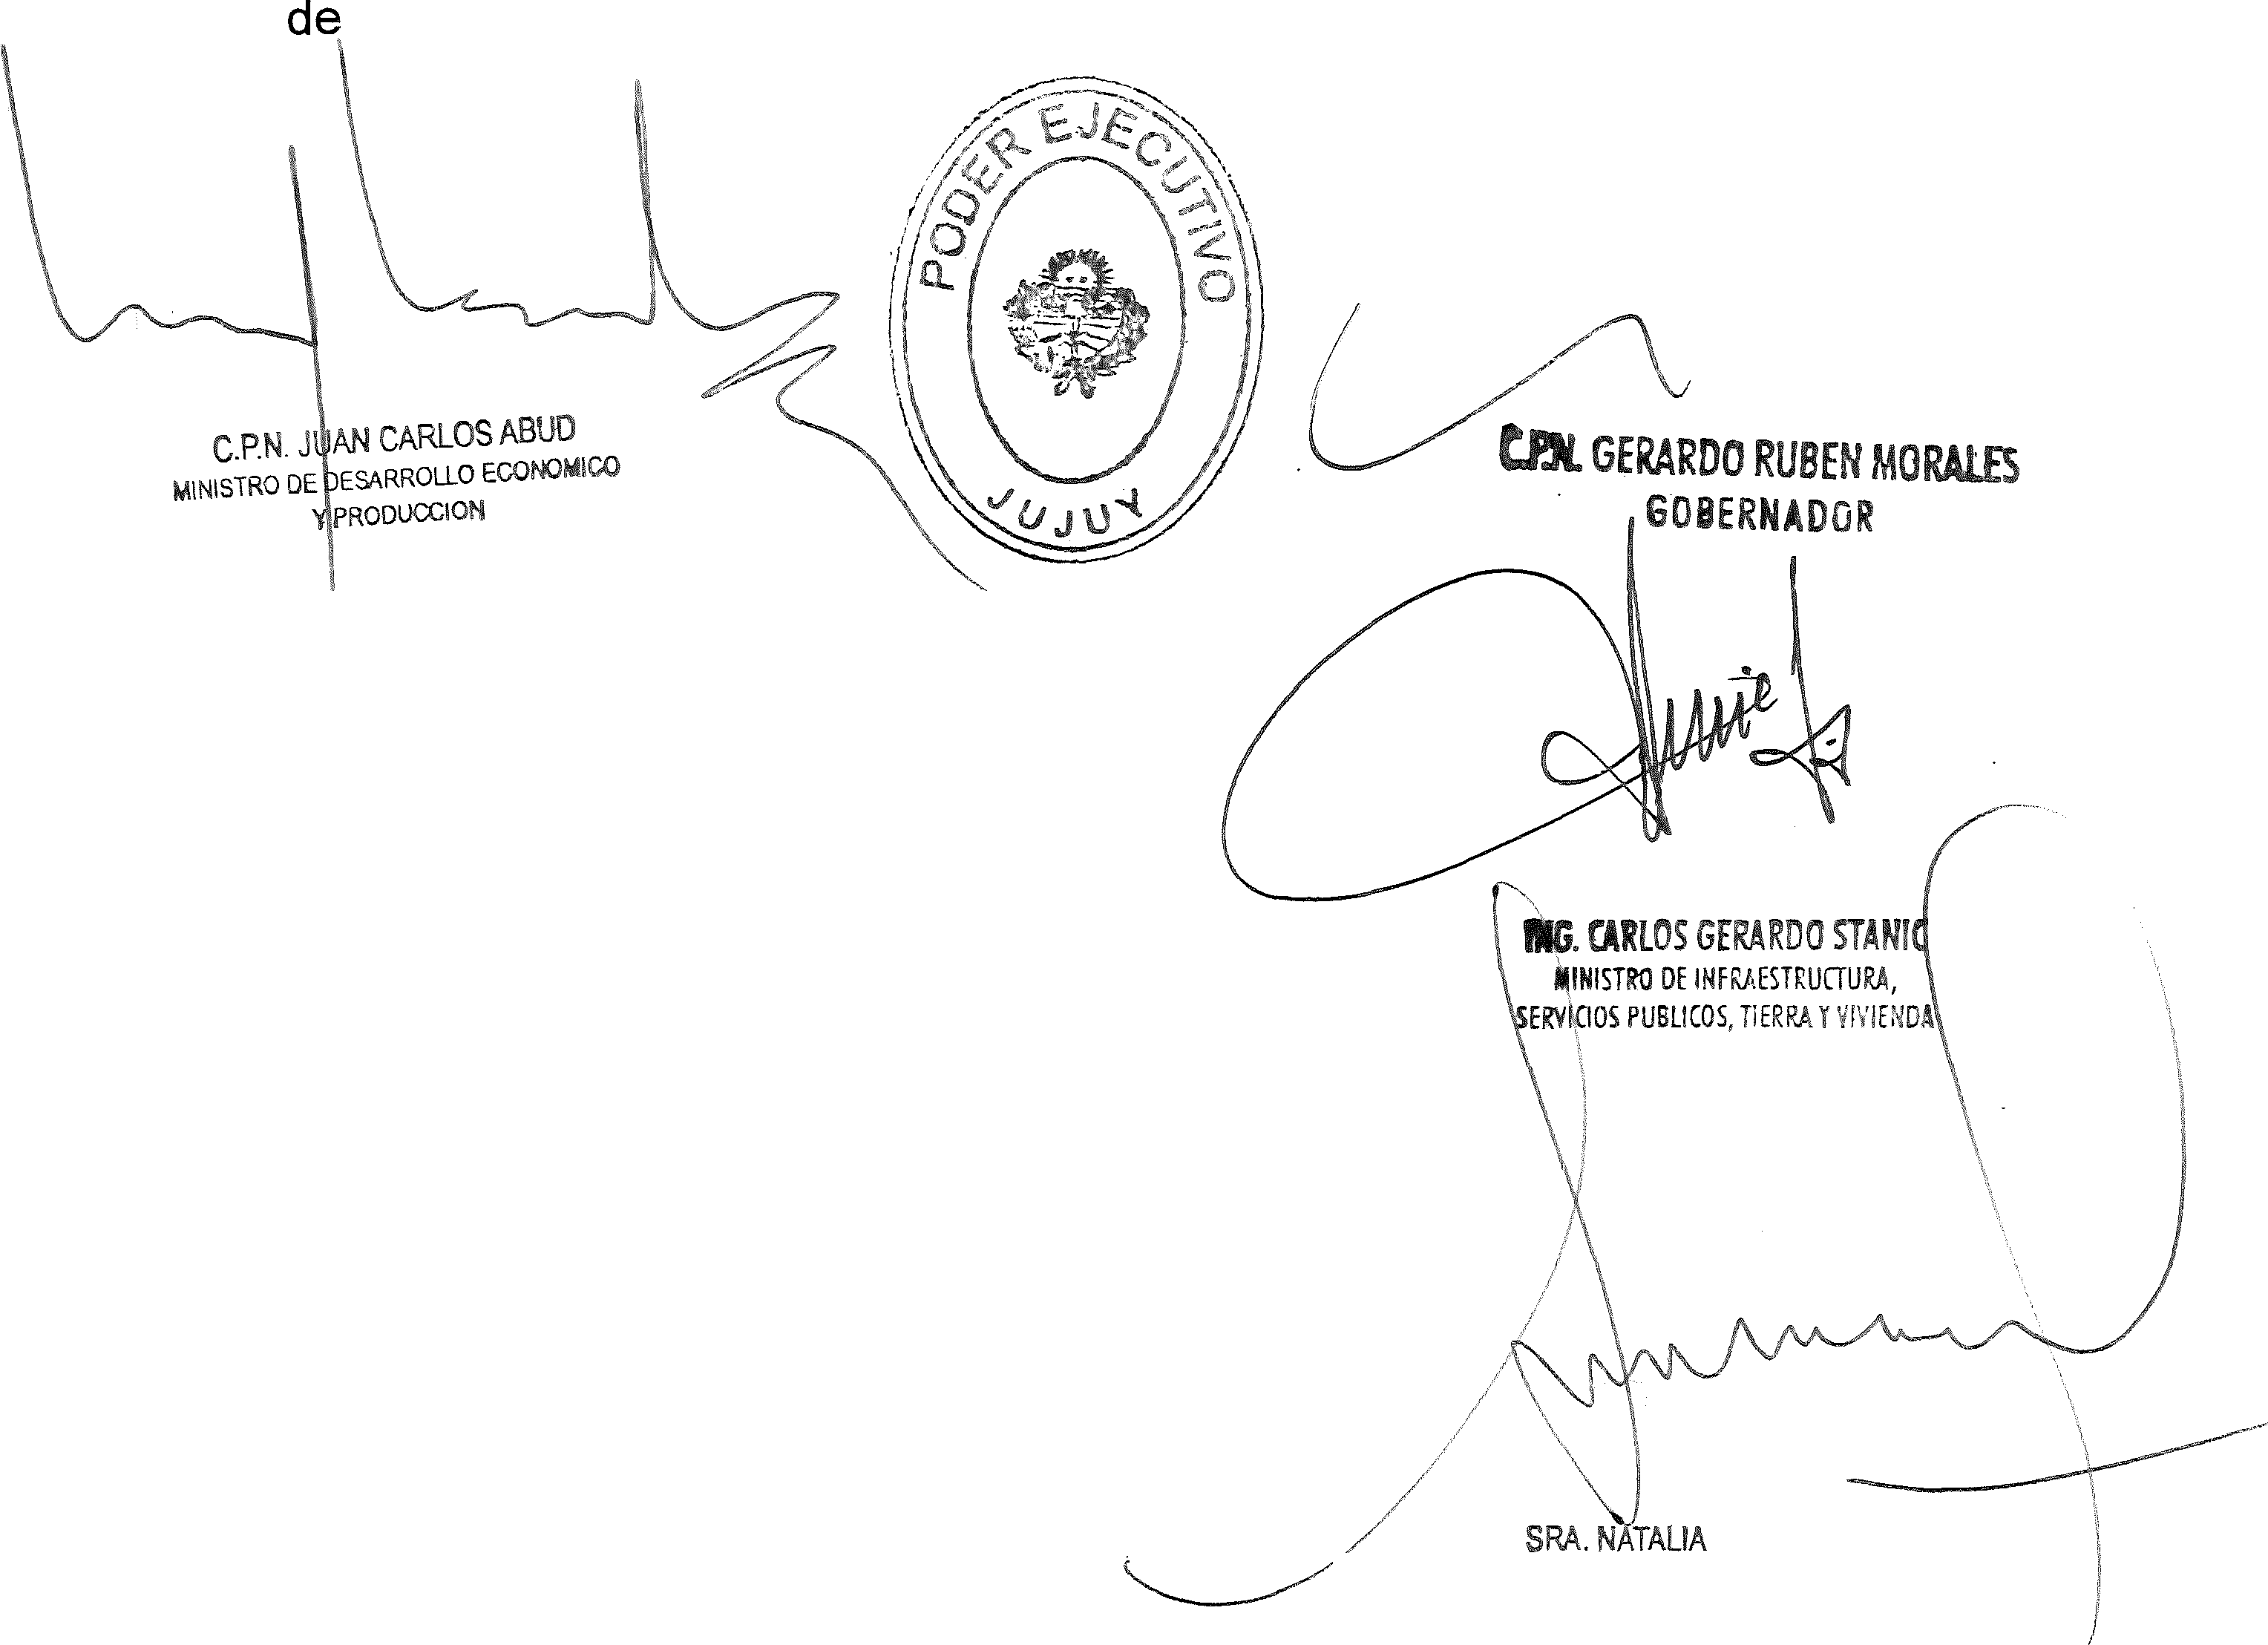 de
PODER EJECUTIVO
JUJUY
C.P.N. JUAN CARLOS ABUD
MINISTRO DE DESARROLLO ECONOMICO
Y PRODUCCION
C.P.N. GERARDO RUBEN MORALES
GOBERNADOR
ING. CARLOS GERARDO STANIC
MINISTRO DE INFRAESTRUCTURA,
SERVICIOS PUBLICOS, TIERRA Y VIVIENDA
SRA. NATALIA